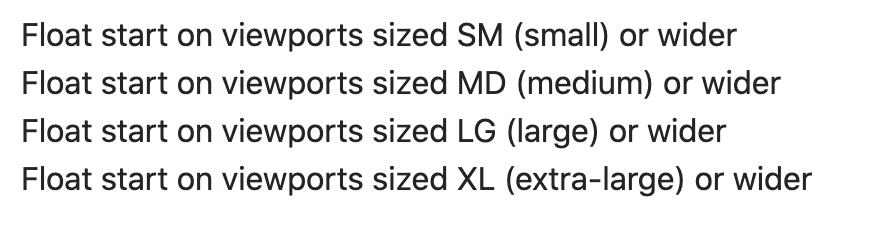 Float start on viewports sized SM (small) or wider
Float start on viewports sized MD (medium) or wider
Float start on viewports sized LG (large) or wider
Float start on viewports sized XL (extra-large) or wider